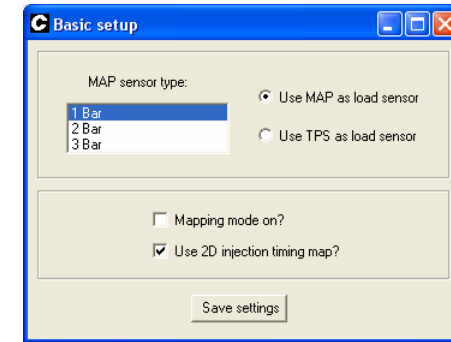 C Basic setup
MAP sensor type:
1 Bar
2 Bar
3 Bar
Use MAP as load sensor
Use TPS as load sensor
Mapping mode on?
Use 2D injection timing map?
Save settings